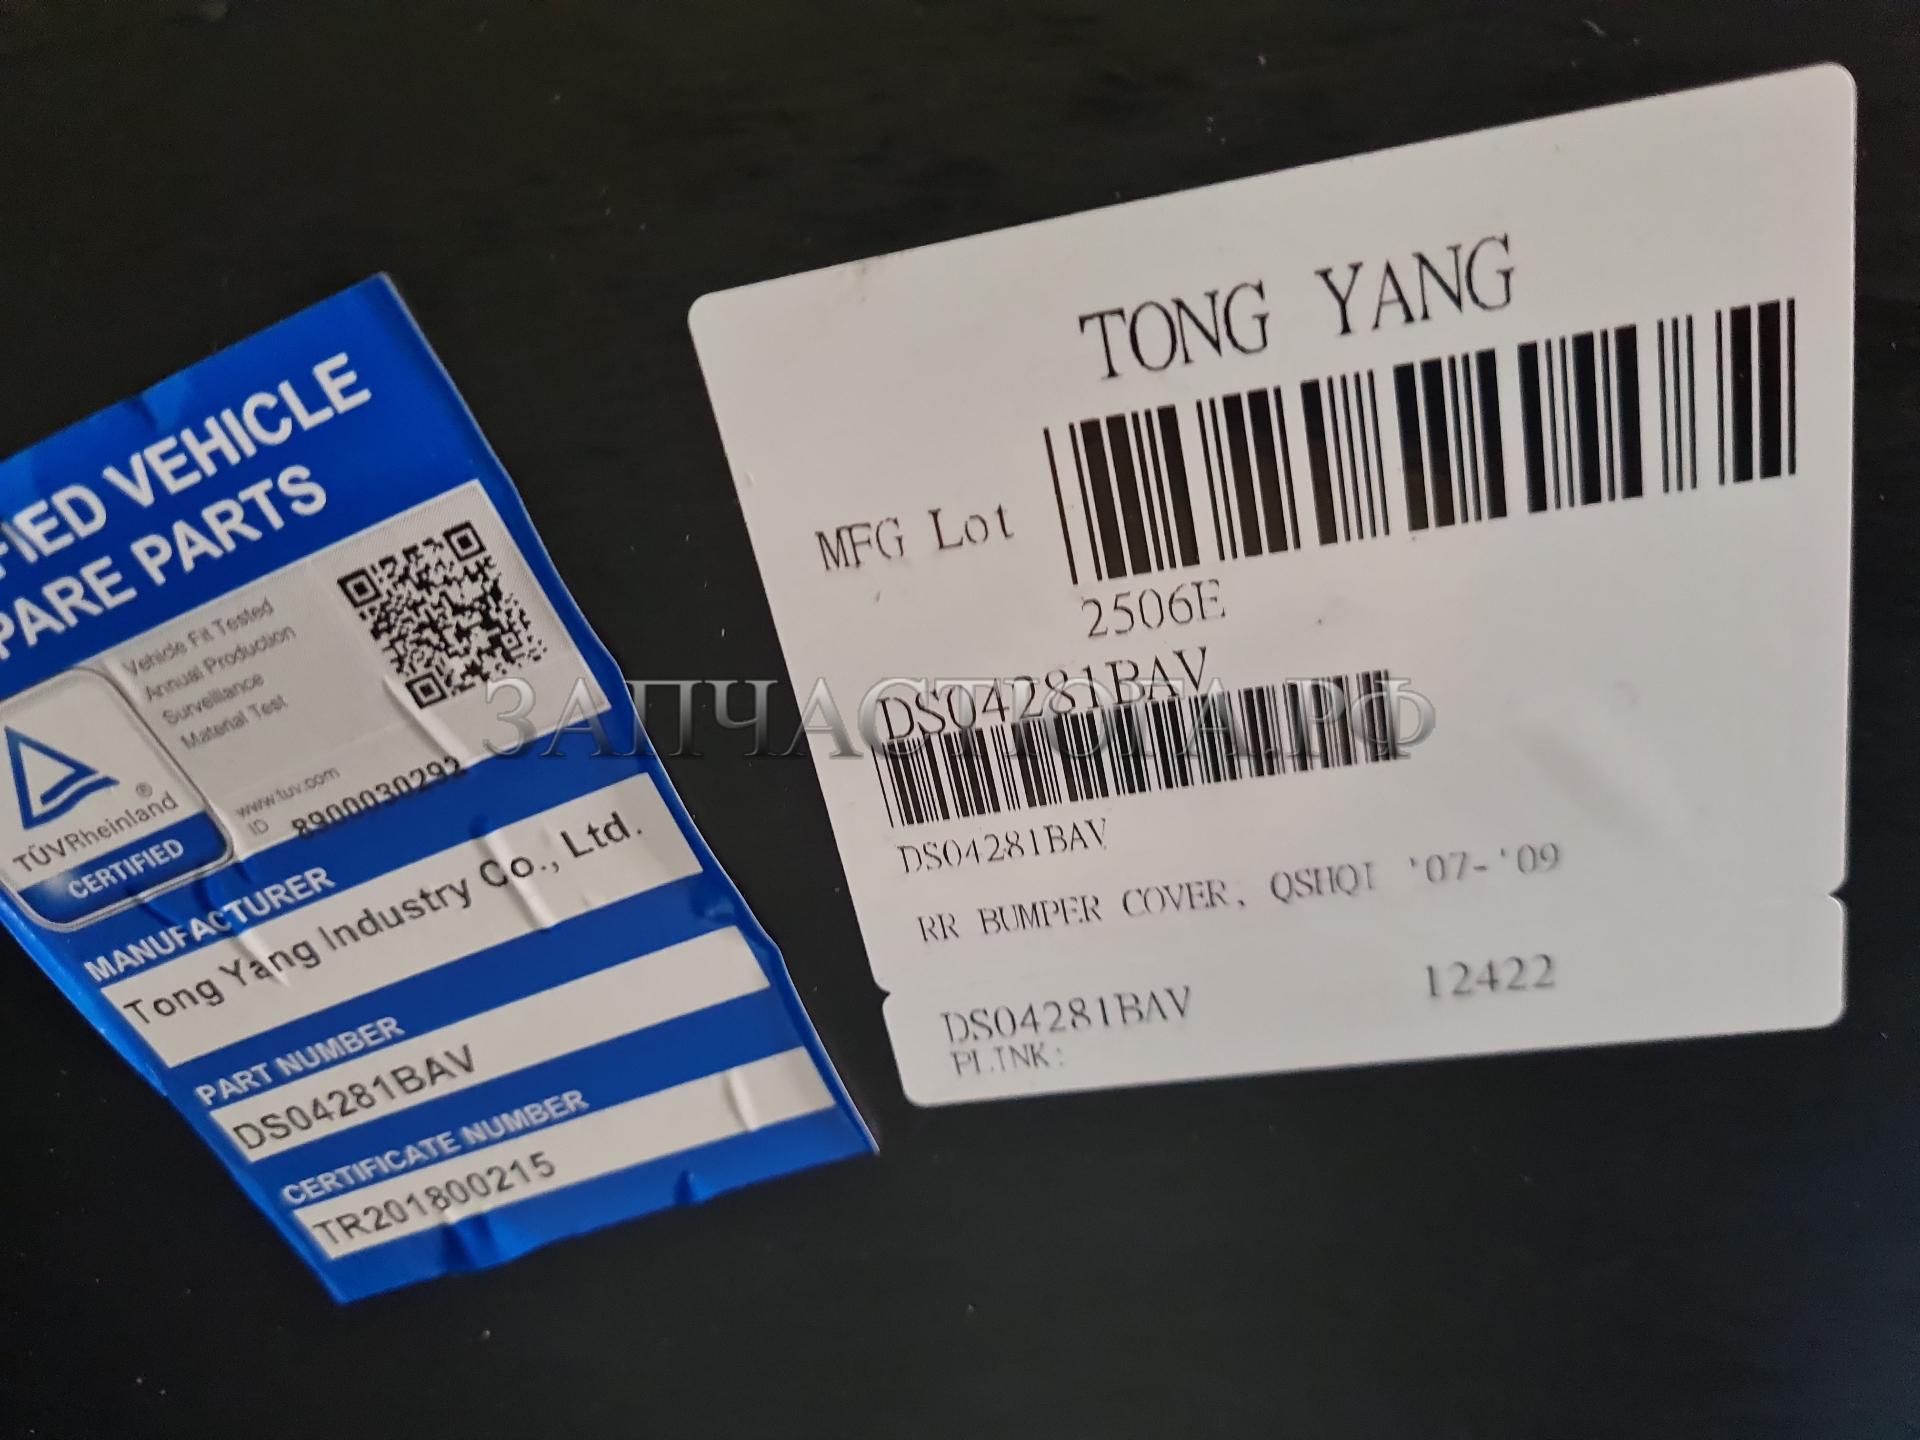 FIED VEHICLE
PARE PARTS
Vehicle Fit Tested
Annual Production
Surveillance
Material Test
www.tuv.com
ID 8900030292
TÜVRheinland®
CERTIFIED
MANUFACTURER
Tong Yang Industry Co., Ltd.
PART NUMBER
DS04281BAV
CERTIFICATE NUMBER
TR201800215
TONG YANG
MFG Lot
2506E
DS04281BAV
DS04281BAV
RR BUMPER COVER, QSHQI '07-'09
DS04281BAV 12422
PLINK:
ЗАПЧАСТИЮГА.РФ